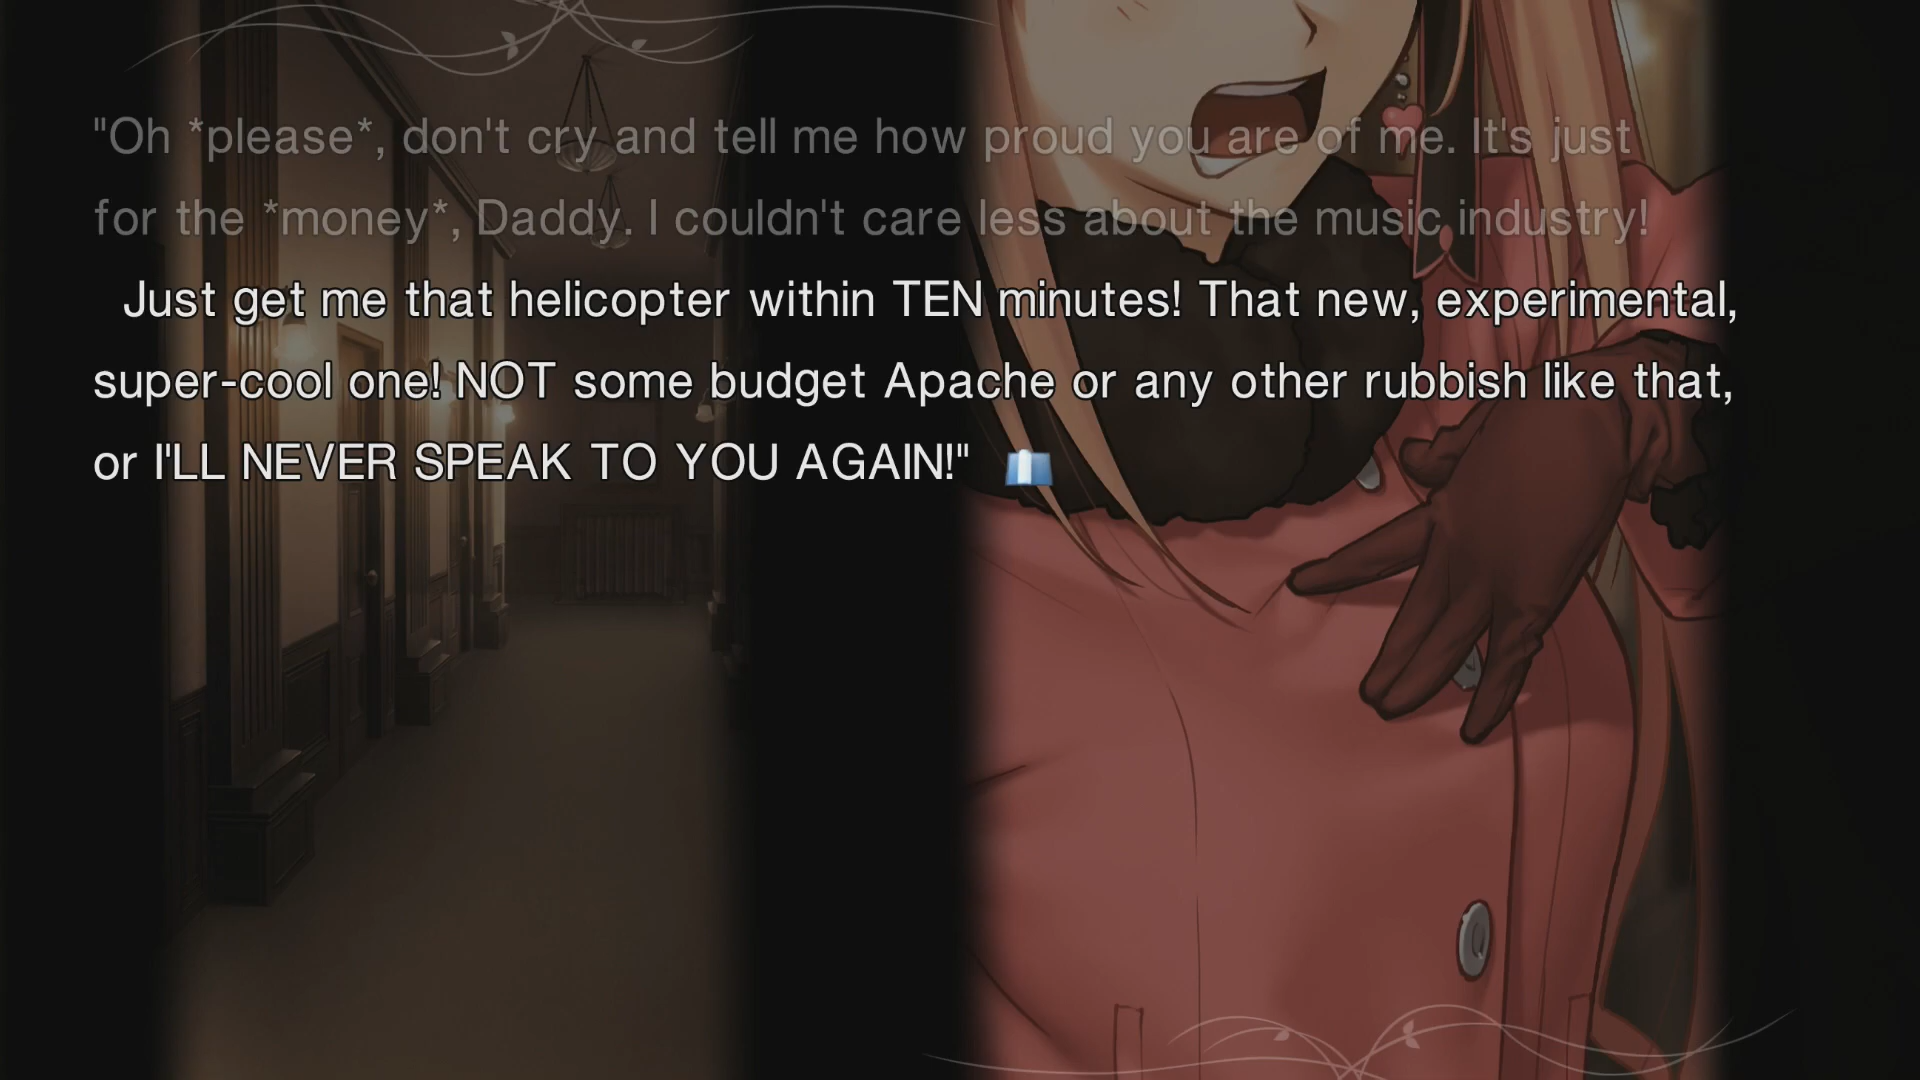 "Oh *please*, don't cry and tell me how proud you are of me. It's just
for the *money*, Daddy. I couldn't care less about the music industry!
Just get me that helicopter within TEN minutes! That new, experimental,
super-cool one! NOT some budget Apache or any other rubbish like that,
or I'LL NEVER SPEAK TO YOU AGAIN!"